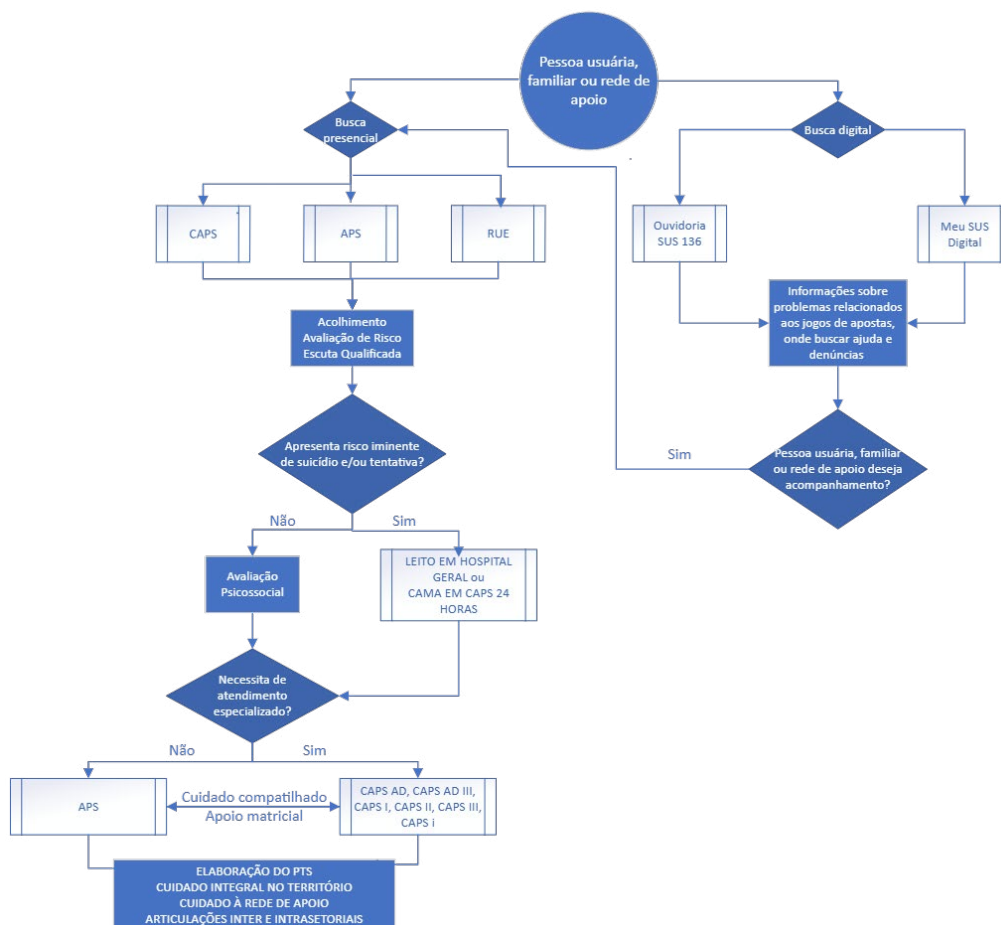 Pessoa usuária,
familiar ou rede de
apoio
Busca
presencial
Busca digital
CAPS
APS
RUE
Ouvidoria
SUS 136
Meu SUS
Digital
Acolhimento
Avaliação de Risco
Escuta Qualificada
Informações sobre
problemas relacionados
aos jogos de apostas,
onde buscar ajuda e
denúncias
Apresenta risco iminente
de suicídio e/ou tentativa?
Sim
Pessoa usuária, familiar
ou rede de apoio deseja
acompanhamento?
Não
Sim
Avaliação
Psicossocial
LEITO EM HOSPITAL
GERAL ou
CAMA EM CAPS 24
HORAS
Necessita de
atendimento
especializado?
Não
Sim
APS
Cuidado compatilhado
Apoio matricial
CAPS AD, CAPS AD III,
CAPS I, CAPS II, CAPS III,
CAPS i
ELABORAÇÃO DO PTS
CUIDADO INTEGRAL NO TERRITÓRIO
CUIDADO À REDE DE APOIO
ARTICULAÇÕES INTER E INTRASETORIAIS